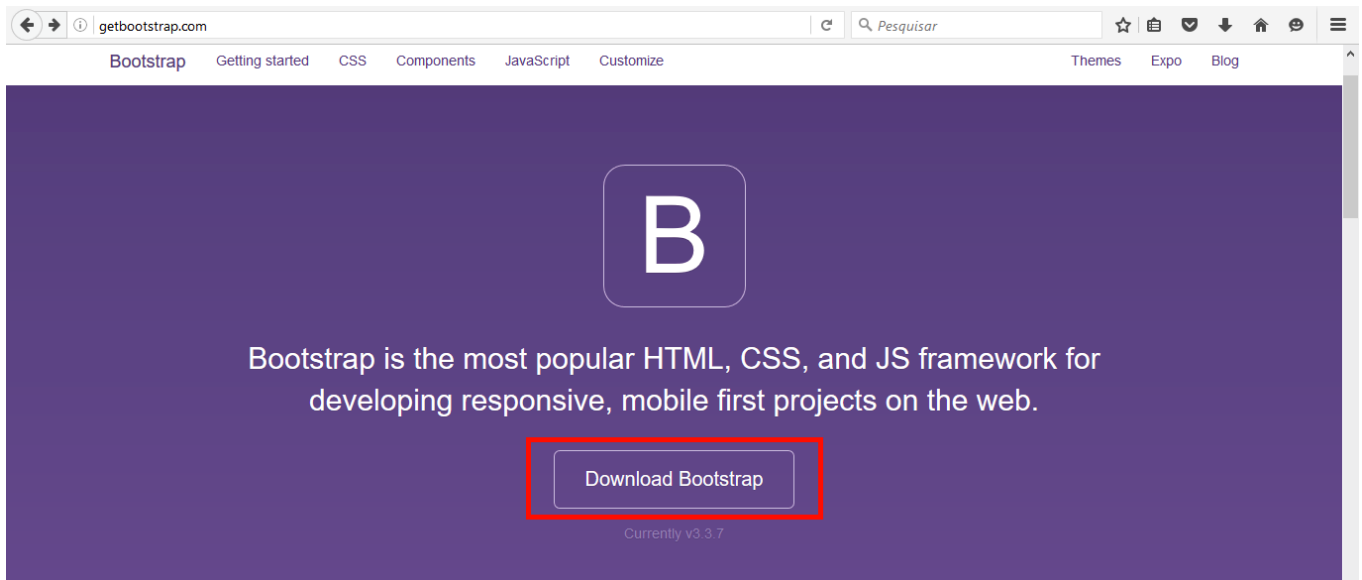 getbootstrap.com Pesquisar
Bootstrap Getting started CSS Components JavaScript Customize Themes Expo Blog
B
Bootstrap is the most popular HTML, CSS, and JS framework for
developing responsive, mobile first projects on the web.
Download Bootstrap
Currently v3.3.7